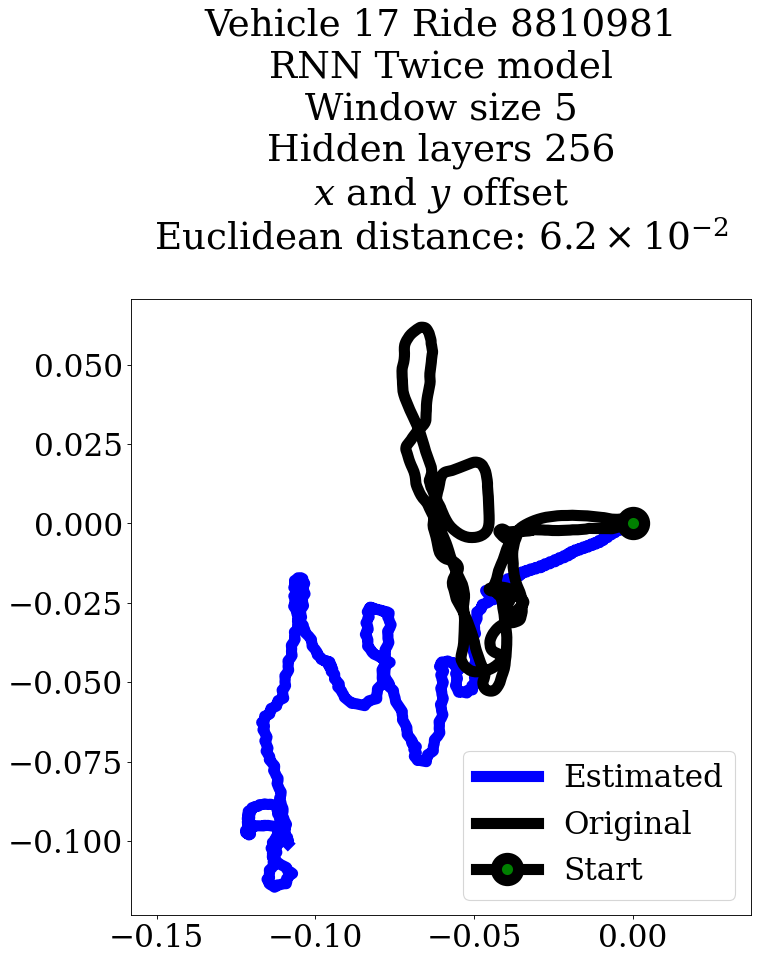 Vehicle 17 Ride 8810981
RNN Twice model
Window size 5
Hidden layers 256
x and y offset
Euclidean distance: 6.2 × 10⁻²
0.050
0.025
0.000
−0.025
−0.050
−0.075
−0.100
Estimated
Original
Start
−0.15 −0.10 −0.05 0.00